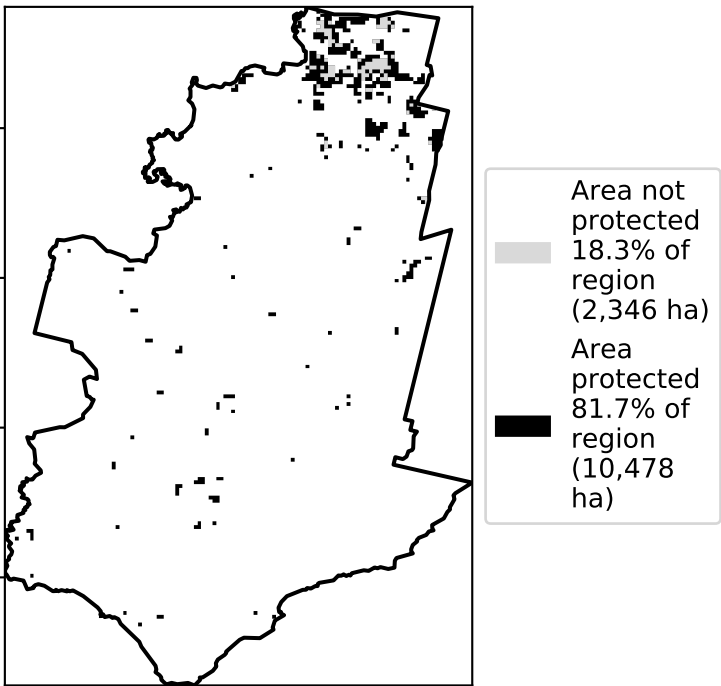 Area not
protected
18.3% of
region
(2,346 ha)
Area
protected
81.7% of
region
(10,478
ha)